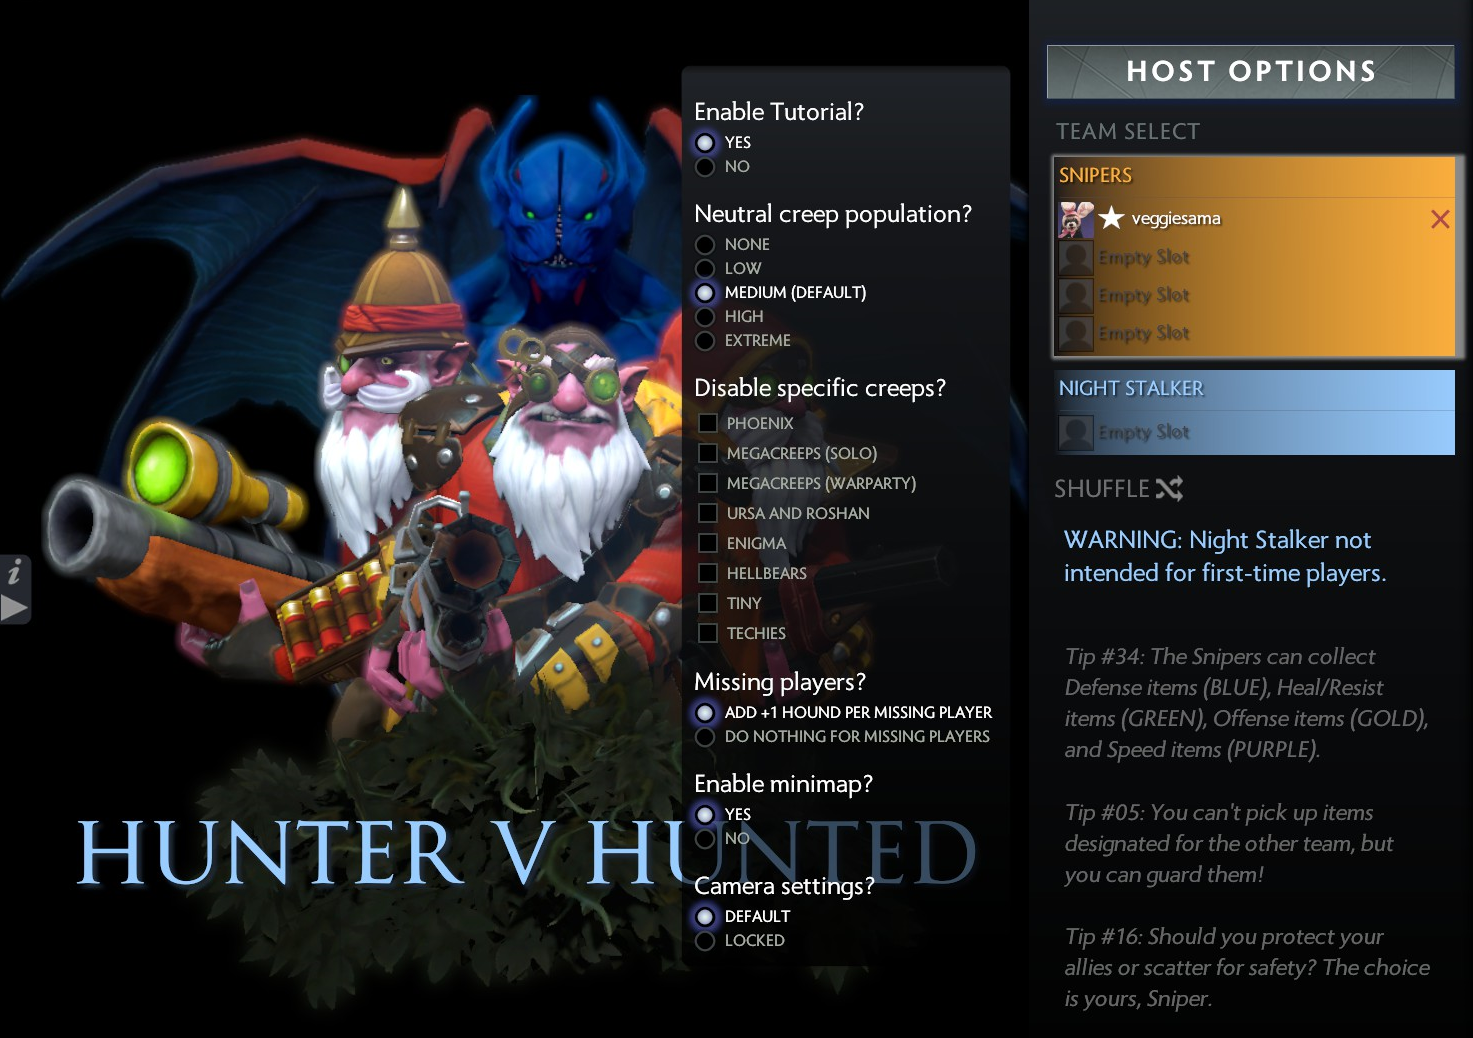 HOST OPTIONS
TEAM SELECT
SNIPERS
veggiesama
Empty Slot
Empty Slot
Empty Slot
NIGHT STALKER
Empty Slot
SHUFFLE
WARNING: Night Stalker not
intended for first-time players.
Tip #34: The Snipers can collect
Defense items (BLUE), Heal/Resist
items (GREEN), Offense items (GOLD),
and Speed items (PURPLE).
Tip #05: You can't pick up items
designated for the other team, but
you can guard them!
Tip #16: Should you protect your
allies or scatter for safety? The choice
is yours, Sniper.
Enable Tutorial?
YES
NO
Neutral creep population?
NONE
LOW
MEDIUM (DEFAULT)
HIGH
EXTREME
Disable specific creeps?
PHOENIX
MEGACREEPS (SOLO)
MEGACREEPS (WARPARTY)
URSA AND ROSHAN
ENIGMA
HELLBEARS
TINY
TECHIES
Missing players?
ADD +1 HOUND PER MISSING PLAYER
DO NOTHING FOR MISSING PLAYERS
Enable minimap?
YES
NO
Camera settings?
DEFAULT
LOCKED
HUNTER V HUNTED
i